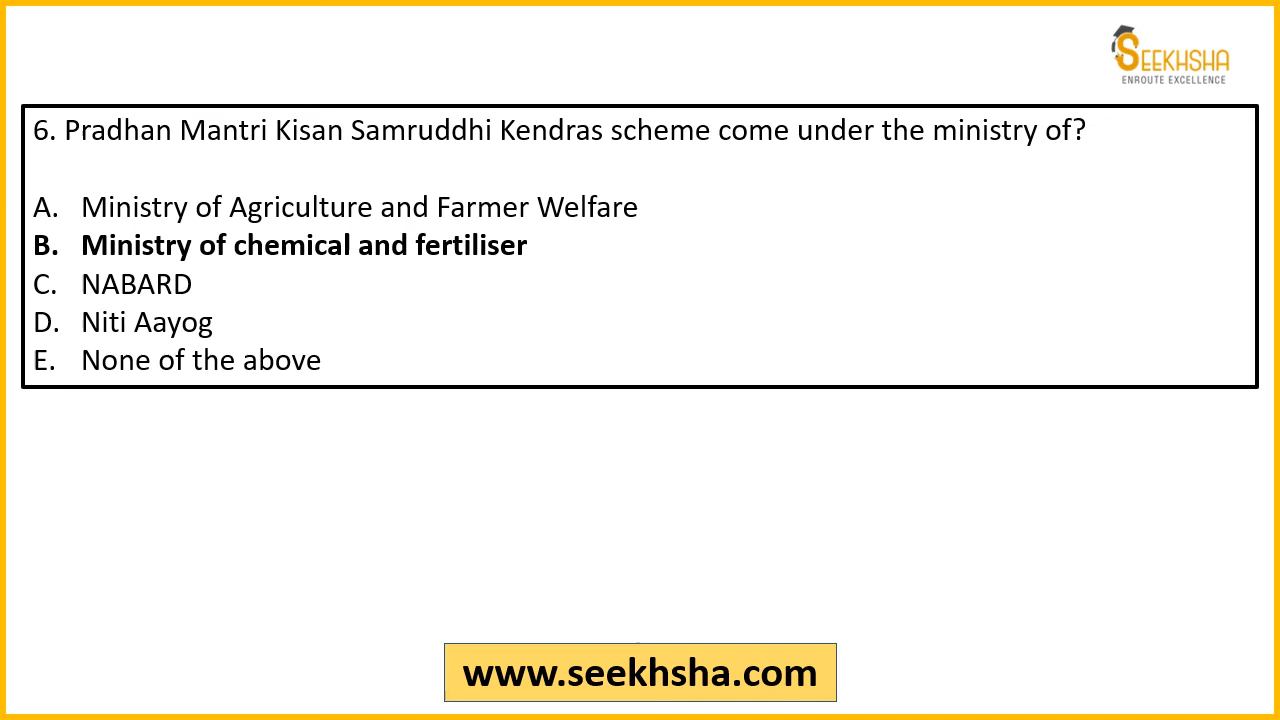 SEEKHSHA
ENROUTE EXCELLENCE
6. Pradhan Mantri Kisan Samruddhi Kendras scheme come under the ministry of?
A. Ministry of Agriculture and Farmer Welfare
B. Ministry of chemical and fertiliser
C. NABARD
D. Niti Aayog
E. None of the above
www.seekhsha.com